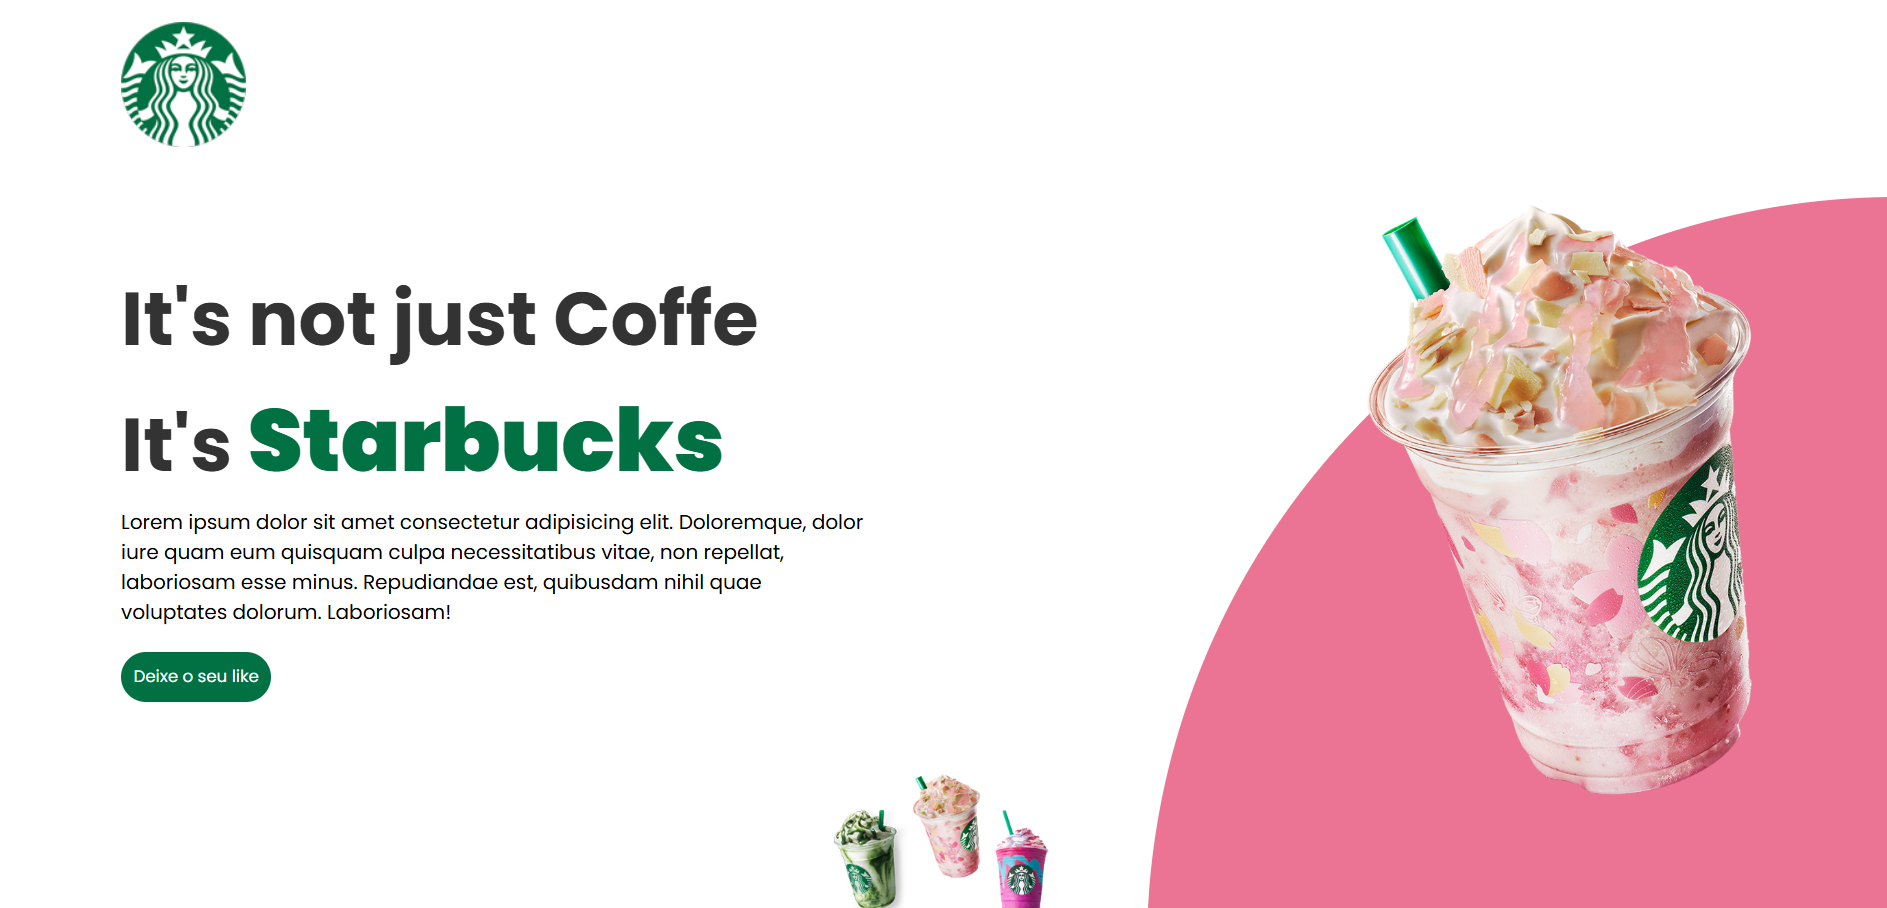 It's not just Coffe
It's Starbucks
Lorem ipsum dolor sit amet consectetur adipisicing elit. Doloremque, dolor
iure quam eum quisquam culpa necessitatibus vitae, non repellat,
laboriosam esse minus. Repudiandae est, quibusdam nihil quae
voluptates dolorum. Laboriosam!
Deixe o seu like